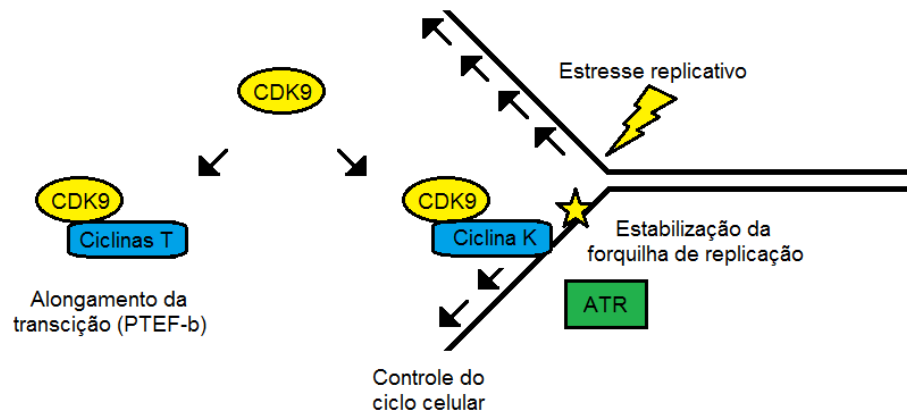 Estresse replicativo
CDK9
CDK9
Ciclinas T
CDK9
Ciclina K
Estabilização da
forquilha de replicação
ATR
Alongamento da
transcição (PTEF-b)
Controle do
ciclo celular